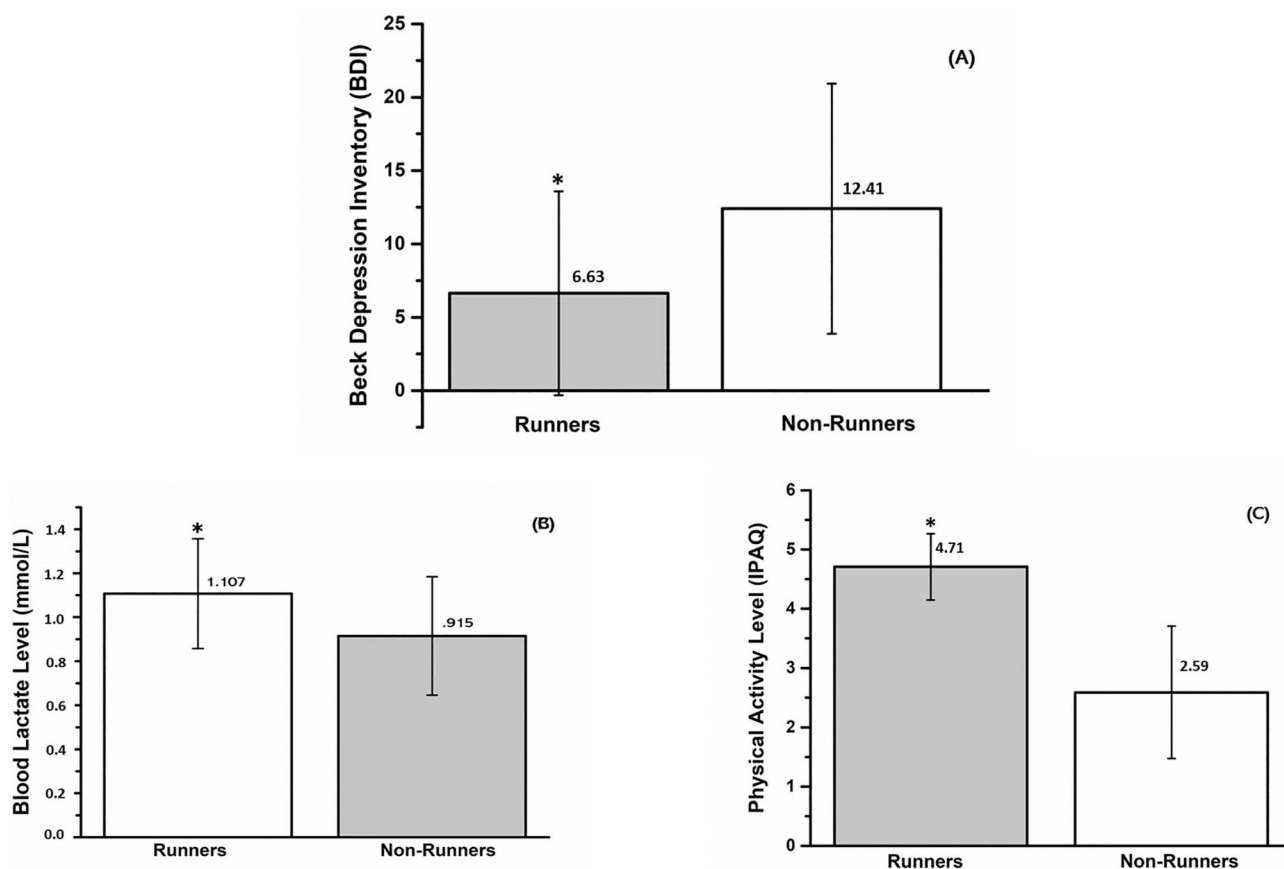 (A)
Beck Depression Inventory (BDI)
25
20
15
10
5
0
*
6.63
12.41
Runners
Non-Runners
(B)
Blood Lactate Level (mmol/L)
1.4
1.2
1.0
0.8
0.6
0.4
0.2
0.0
*
1.107
.915
Runners
Non-Runners
(C)
Physical Activity Level (IPAQ)
6
5
4
3
2
1
0
*
4.71
2.59
Runners
Non-Runners